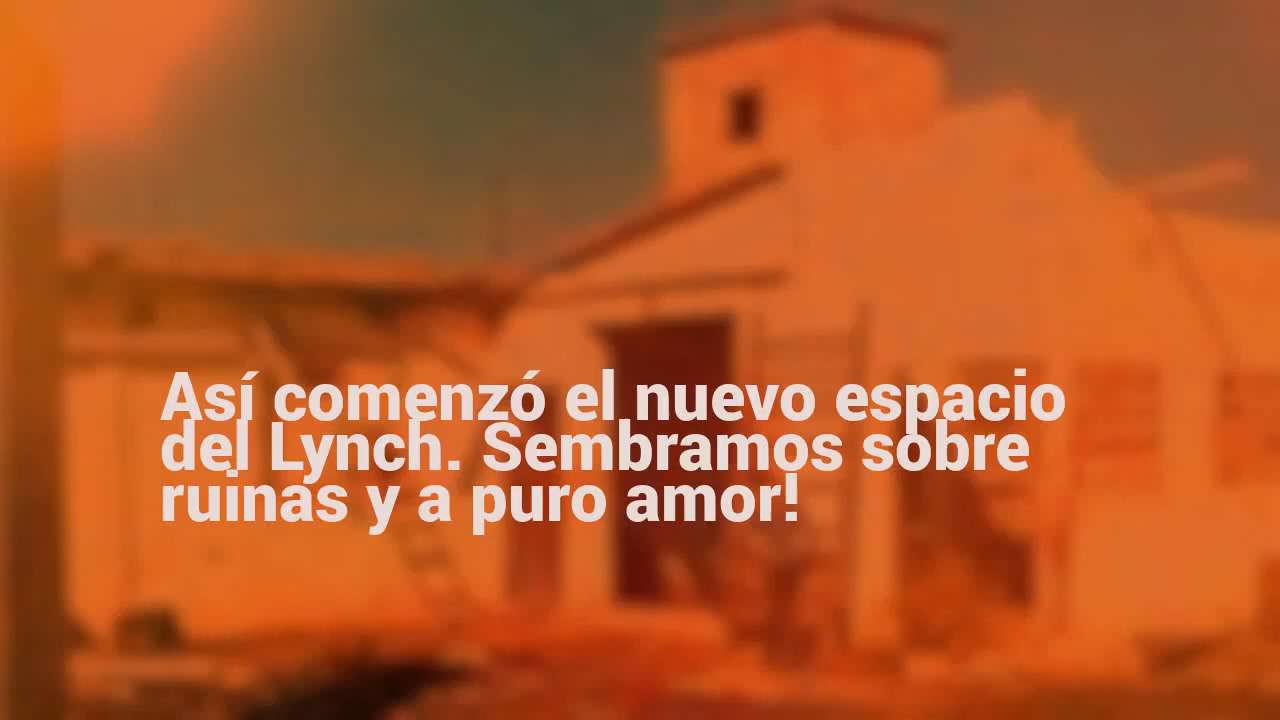 Así comenzó el nuevo espacio
del Lynch. Sembramos sobre
ruinas y a puro amor!